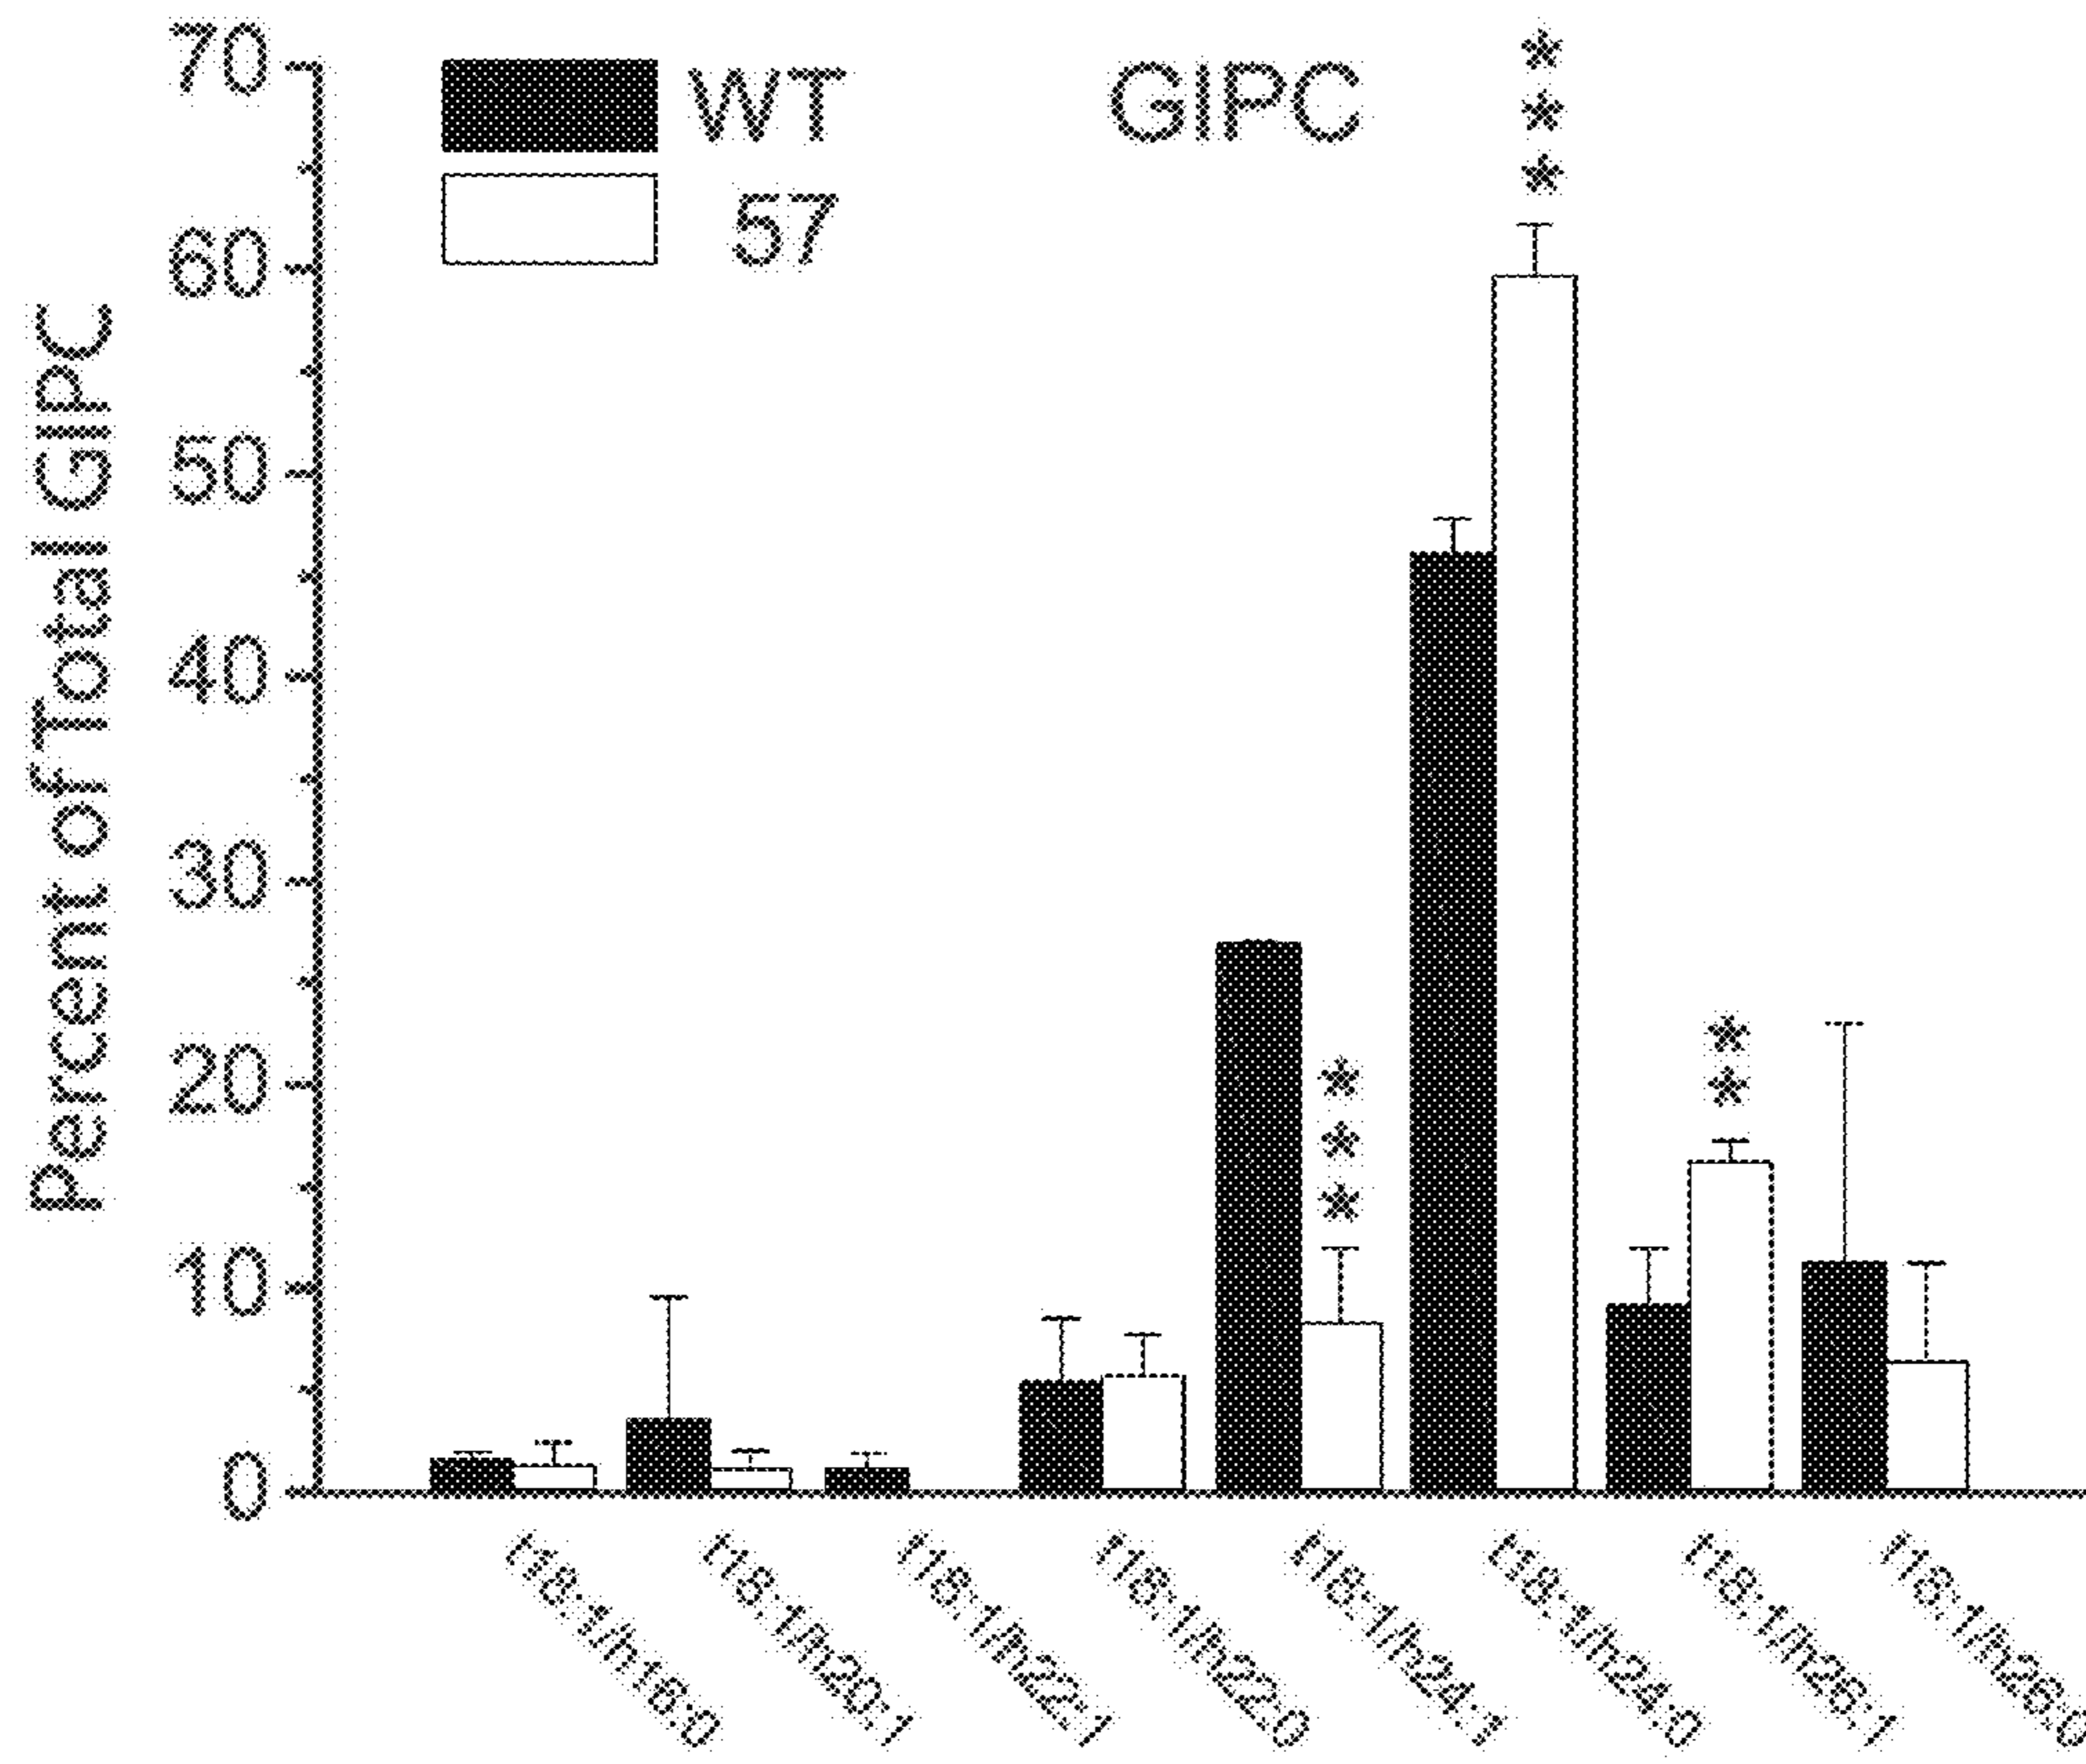 70
WT
GIPC
***
57
60
Percent of Total GIPC
50
40
30
20
***
**
10
0
t18:1/h16:0
t18:1/h20:1
t18:1/h22:1
t18:1/h22:0
t18:1/h24:1
t18:1/h24:0
t18:1/h26:1
t18:1/h26:0